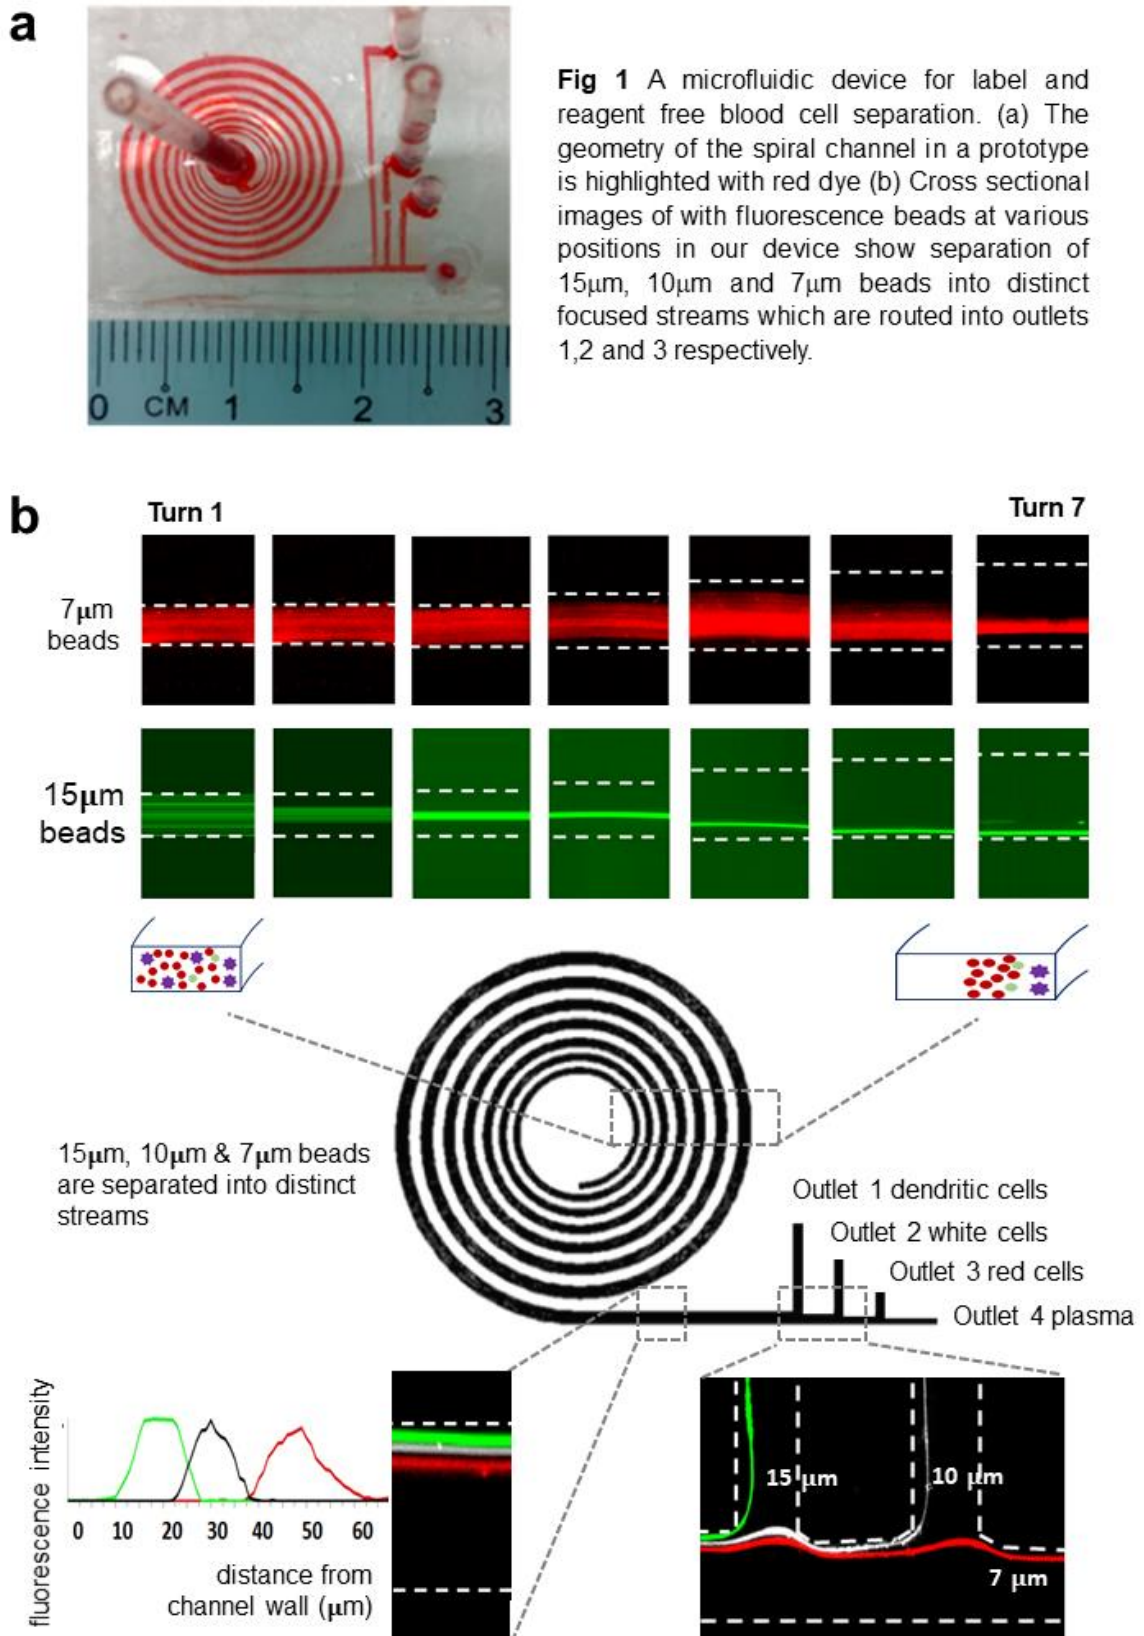 a
Fig 1 A microfluidic device for label and
reagent free blood cell separation. (a) The
geometry of the spiral channel in a prototype
is highlighted with red dye (b) Cross sectional
images of with fluorescence beads at various
positions in our device show separation of
15μm, 10μm and 7μm beads into distinct
focused streams which are routed into outlets
1,2 and 3 respectively.
0 CM 1 2 3
b
Turn 1
Turn 7
7μm
beads
15μm
beads
15μm, 10μm & 7μm beads
are separated into distinct
streams
Outlet 1 dendritic cells
Outlet 2 white cells
Outlet 3 red cells
Outlet 4 plasma
fluorescence intensity
0 10 20 30 40 50 60
distance from
channel wall (μm)
15 μm
10 μm
7 μm